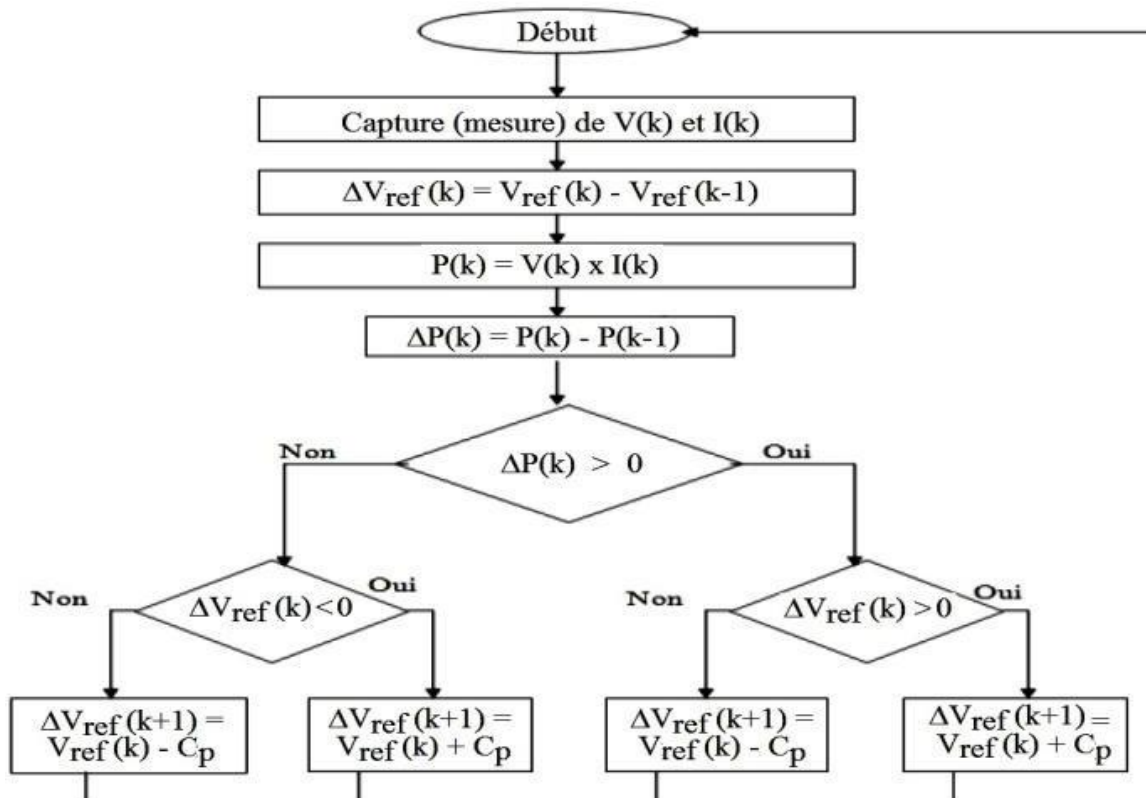 Début
Capture (mesure) de V(k) et I(k)
ΔVref (k) = Vref (k) - Vref (k-1)
P(k) = V(k) x I(k)
ΔP(k) = P(k) - P(k-1)
Non
ΔP(k) > 0
Oui
Non
ΔVref (k) <0
Oui
Non
ΔVref (k) >0
Oui
ΔVref (k+1) =
Vref (k) - Cp
ΔVref (k+1) =
Vref (k) + Cp
ΔVref (k+1) =
Vref (k) - Cp
ΔVref (k+1) =
Vref (k) + Cp